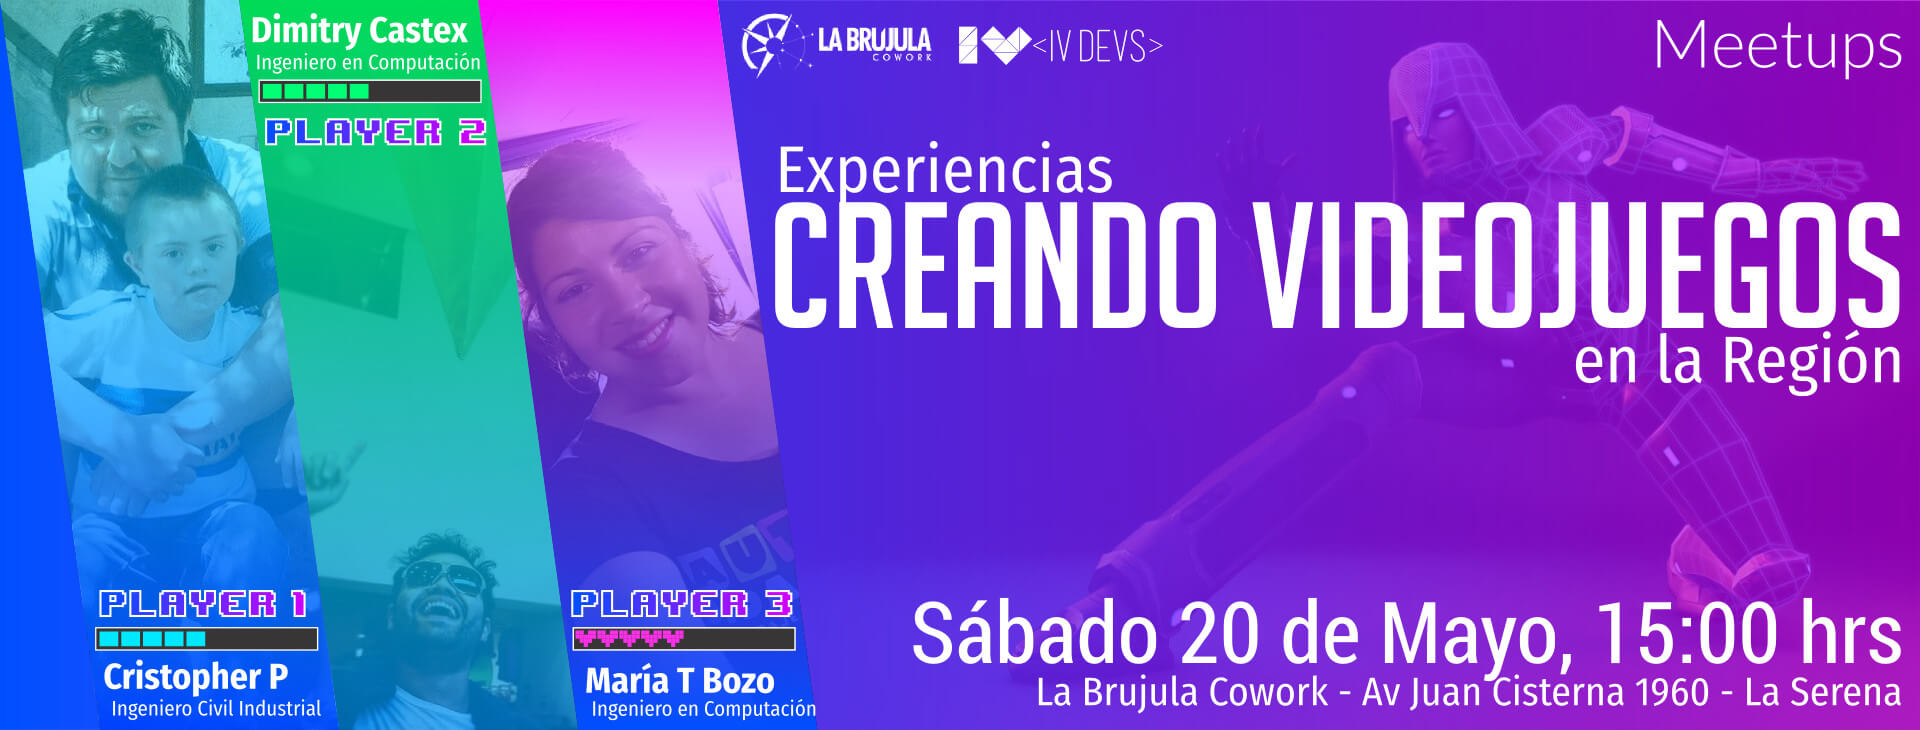 Dimitry Castex
Ingeniero en Computación
PLAYER 2
PLAYER 1
Cristopher P
Ingeniero Civil Industrial
PLAYER 3
María T Bozo
Ingeniero en Computación
LA BRUJULA
COWORK
<IV DEVS>
Meetups
Experiencias
CREANDO VIDEOJUEGOS
en la Región
Sábado 20 de Mayo, 15:00 hrs
La Brujula Cowork - Av Juan Cisterna 1960 - La Serena